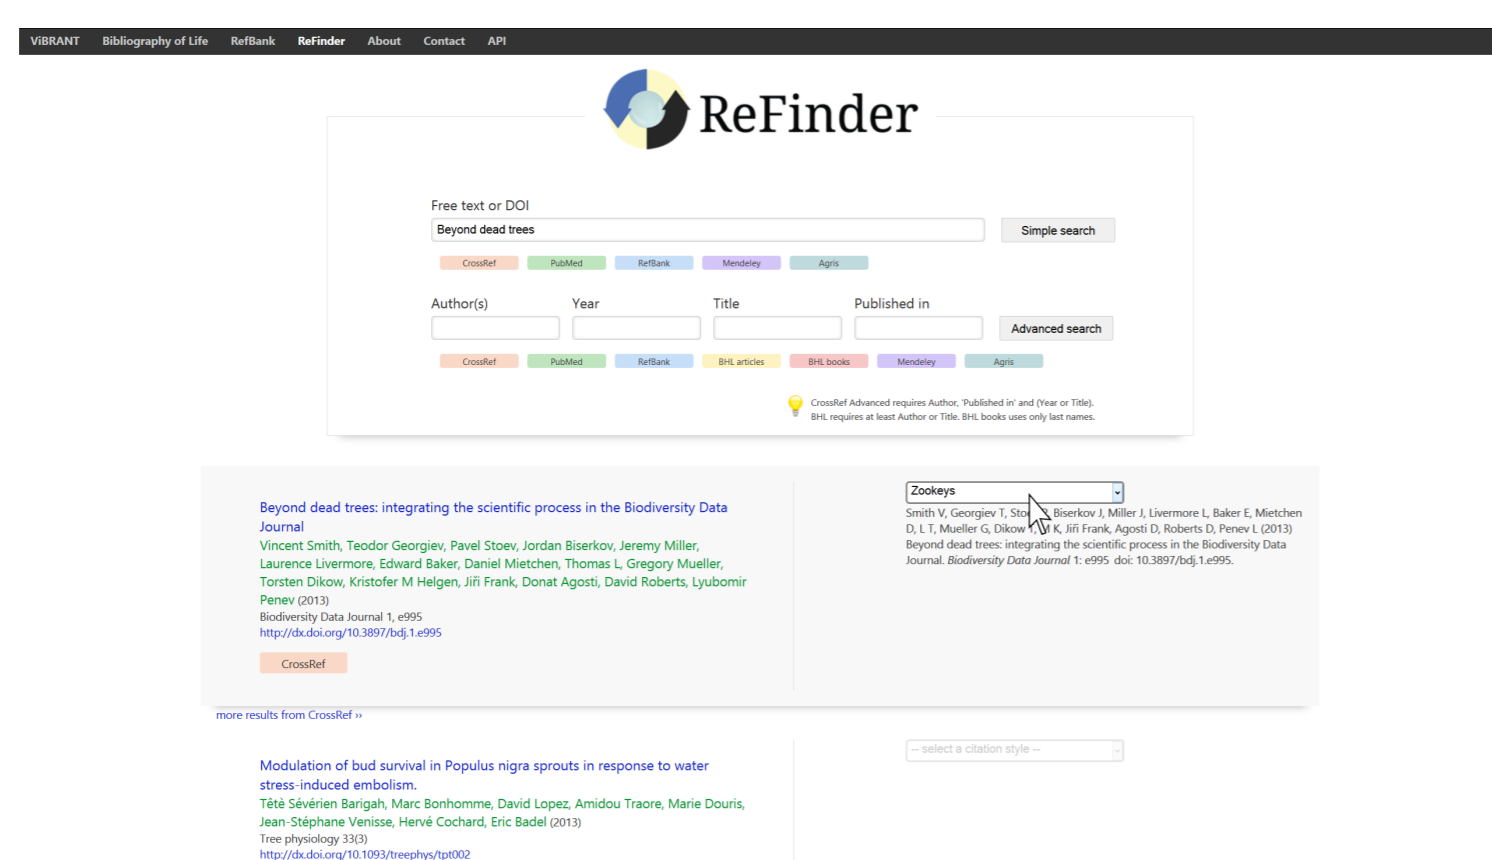 ViBRANT Bibliography of Life RefBank ReFinder About Contact API
ReFinder
Free text or DOI
Beyond dead trees Simple search
CrossRef PubMed RefBank Mendeley Agris
Author(s) Year Title Published in
Advanced search
CrossRef PubMed RefBank BHL articles BHL books Mendeley Agris
CrossRef Advanced requires Author, 'Published in' and (Year or Title).
BHL requires at least Author or Title. BHL books uses only last names.
Beyond dead trees: integrating the scientific process in the Biodiversity Data
Journal
Vincent Smith, Teodor Georgiev, Pavel Stoev, Jordan Biserkov, Jeremy Miller,
Laurence Livermore, Edward Baker, Daniel Mietchen, Thomas L, Gregory Mueller,
Torsten Dikow, Kristofer M Helgen, Jiří Frank, Donat Agosti, David Roberts, Lyubomir
Penev (2013)
Biodiversity Data Journal 1, e995
http://dx.doi.org/10.3897/bdj.1.e995
CrossRef
Zookeys
Smith V, Georgiev T, Biserkov J, Miller J, Livermore L, Baker E, Mietchen
D, L T, Mueller G, Dikow K, Jiří Frank, Agosti D, Roberts D, Penev L (2013)
Beyond dead trees: integrating the scientific process in the Biodiversity Data
Journal. Biodiversity Data Journal 1: e995 doi: 10.3897/bdj.1.e995.
more results from CrossRef ››
Modulation of bud survival in Populus nigra sprouts in response to water
stress-induced embolism.
Têtè Sévérien Barigah, Marc Bonhomme, David Lopez, Amidou Traore, Marie Douris,
Jean-Stéphane Venisse, Hervé Cochard, Eric Badel (2013)
Tree physiology 33(3)
http://dx.doi.org/10.1093/treephys/tpt002
-- select a citation style --